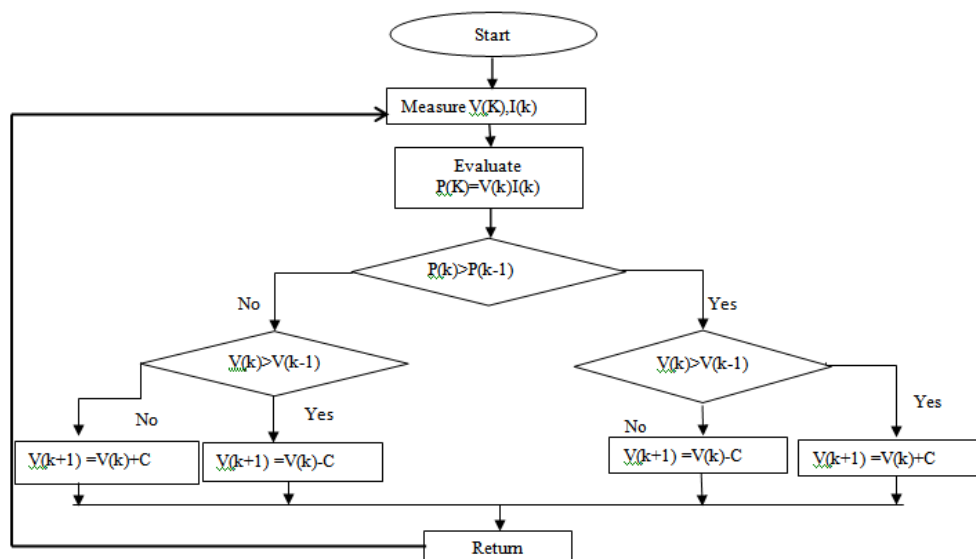 Start
Measure V(K),I(k)
Evaluate
P(K)=V(k)I(k)
P(k)>P(k-1)
No
Yes
V(k)>V(k-1)
V(k)>V(k-1)
No
Yes
No
Yes
V(k+1) =V(k)+C
V(k+1) =V(k)-C
V(k+1) =V(k)-C
V(k+1) =V(k)+C
Return